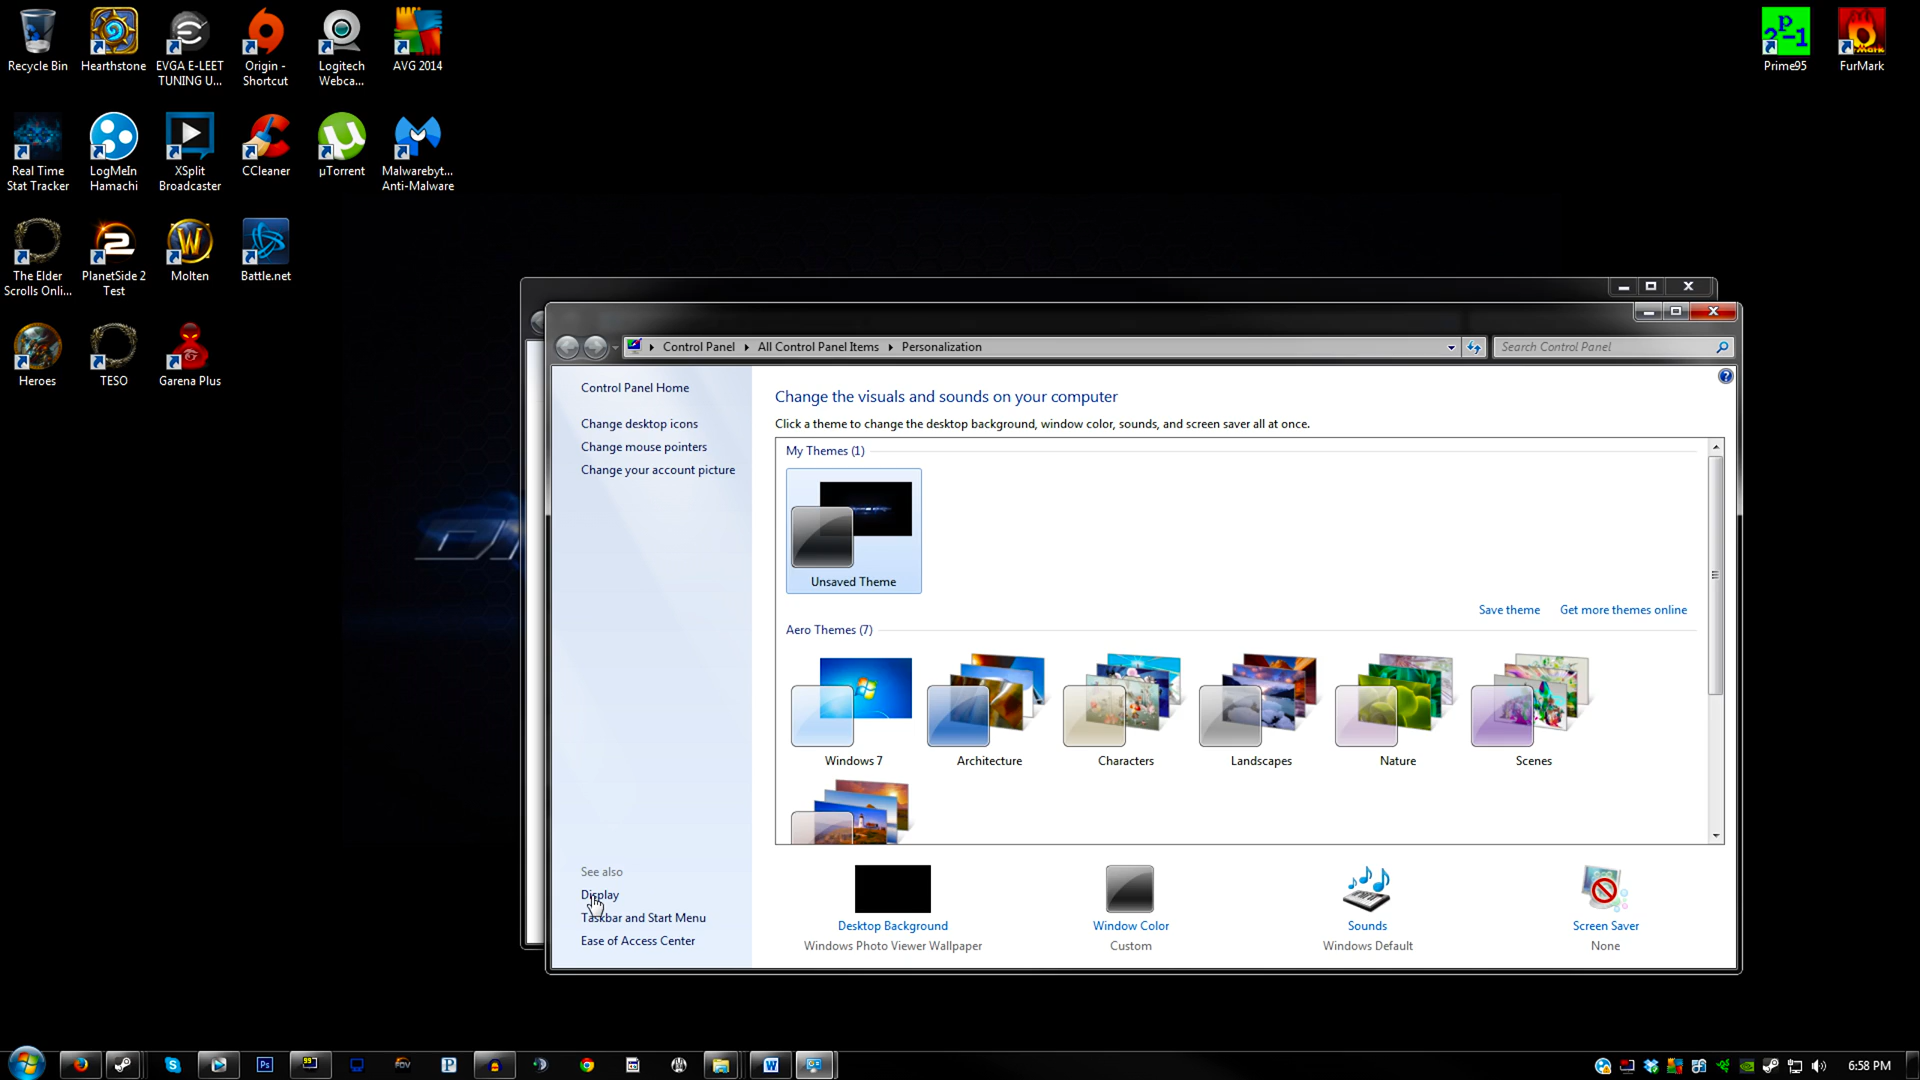 Recycle Bin
Hearthstone
EVGA E-LEET
TUNING U...
Origin -
Shortcut
Logitech
Webca...
AVG 2014
Prime95
FurMark
Real Time
Stat Tracker
LogMeIn
Hamachi
XSplit
Broadcaster
CCleaner
µTorrent
Malwarebyt...
Anti-Malware
The Elder
Scrolls Onli...
PlanetSide 2
Test
Molten
Battle.net
Heroes
TESO
Garena Plus
Control Panel
All Control Panel Items
Personalization
Search Control Panel
Control Panel Home
Change desktop icons
Change mouse pointers
Change your account picture
Change the visuals and sounds on your computer
Click a theme to change the desktop background, window color, sounds, and screen saver all at once.
My Themes (1)
Unsaved Theme
Save theme
Get more themes online
Aero Themes (7)
Windows 7
Architecture
Characters
Landscapes
Nature
Scenes
See also
Display
Taskbar and Start Menu
Ease of Access Center
Desktop Background
Windows Photo Viewer Wallpaper
Window Color
Custom
Sounds
Windows Default
Screen Saver
None
6:58 PM